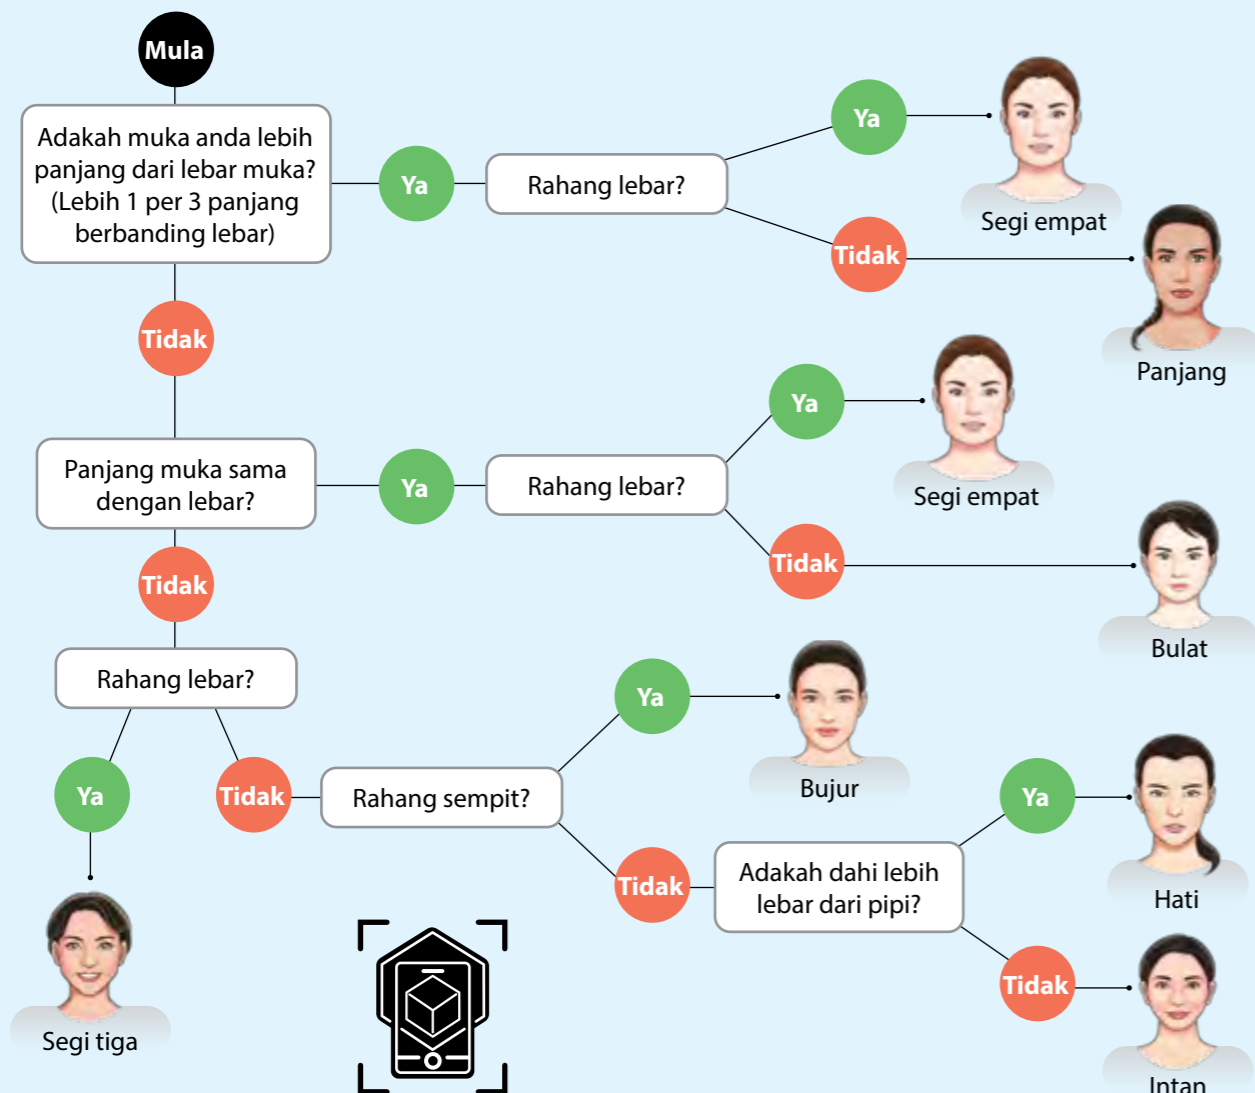 Mula
Adakah muka anda lebih
panjang dari lebar muka?
(Lebih 1 per 3 panjang
berbanding lebar)
Ya
Rahang lebar?
Ya
Segi empat
Tidak
Panjang
Tidak
Panjang muka sama
dengan lebar?
Ya
Rahang lebar?
Ya
Segi empat
Tidak
Bulat
Tidak
Rahang lebar?
Ya
Segi tiga
Tidak
Rahang sempit?
Ya
Bujur
Tidak
Adakah dahi lebih
lebar dari pipi?
Ya
Hati
Tidak
Intan